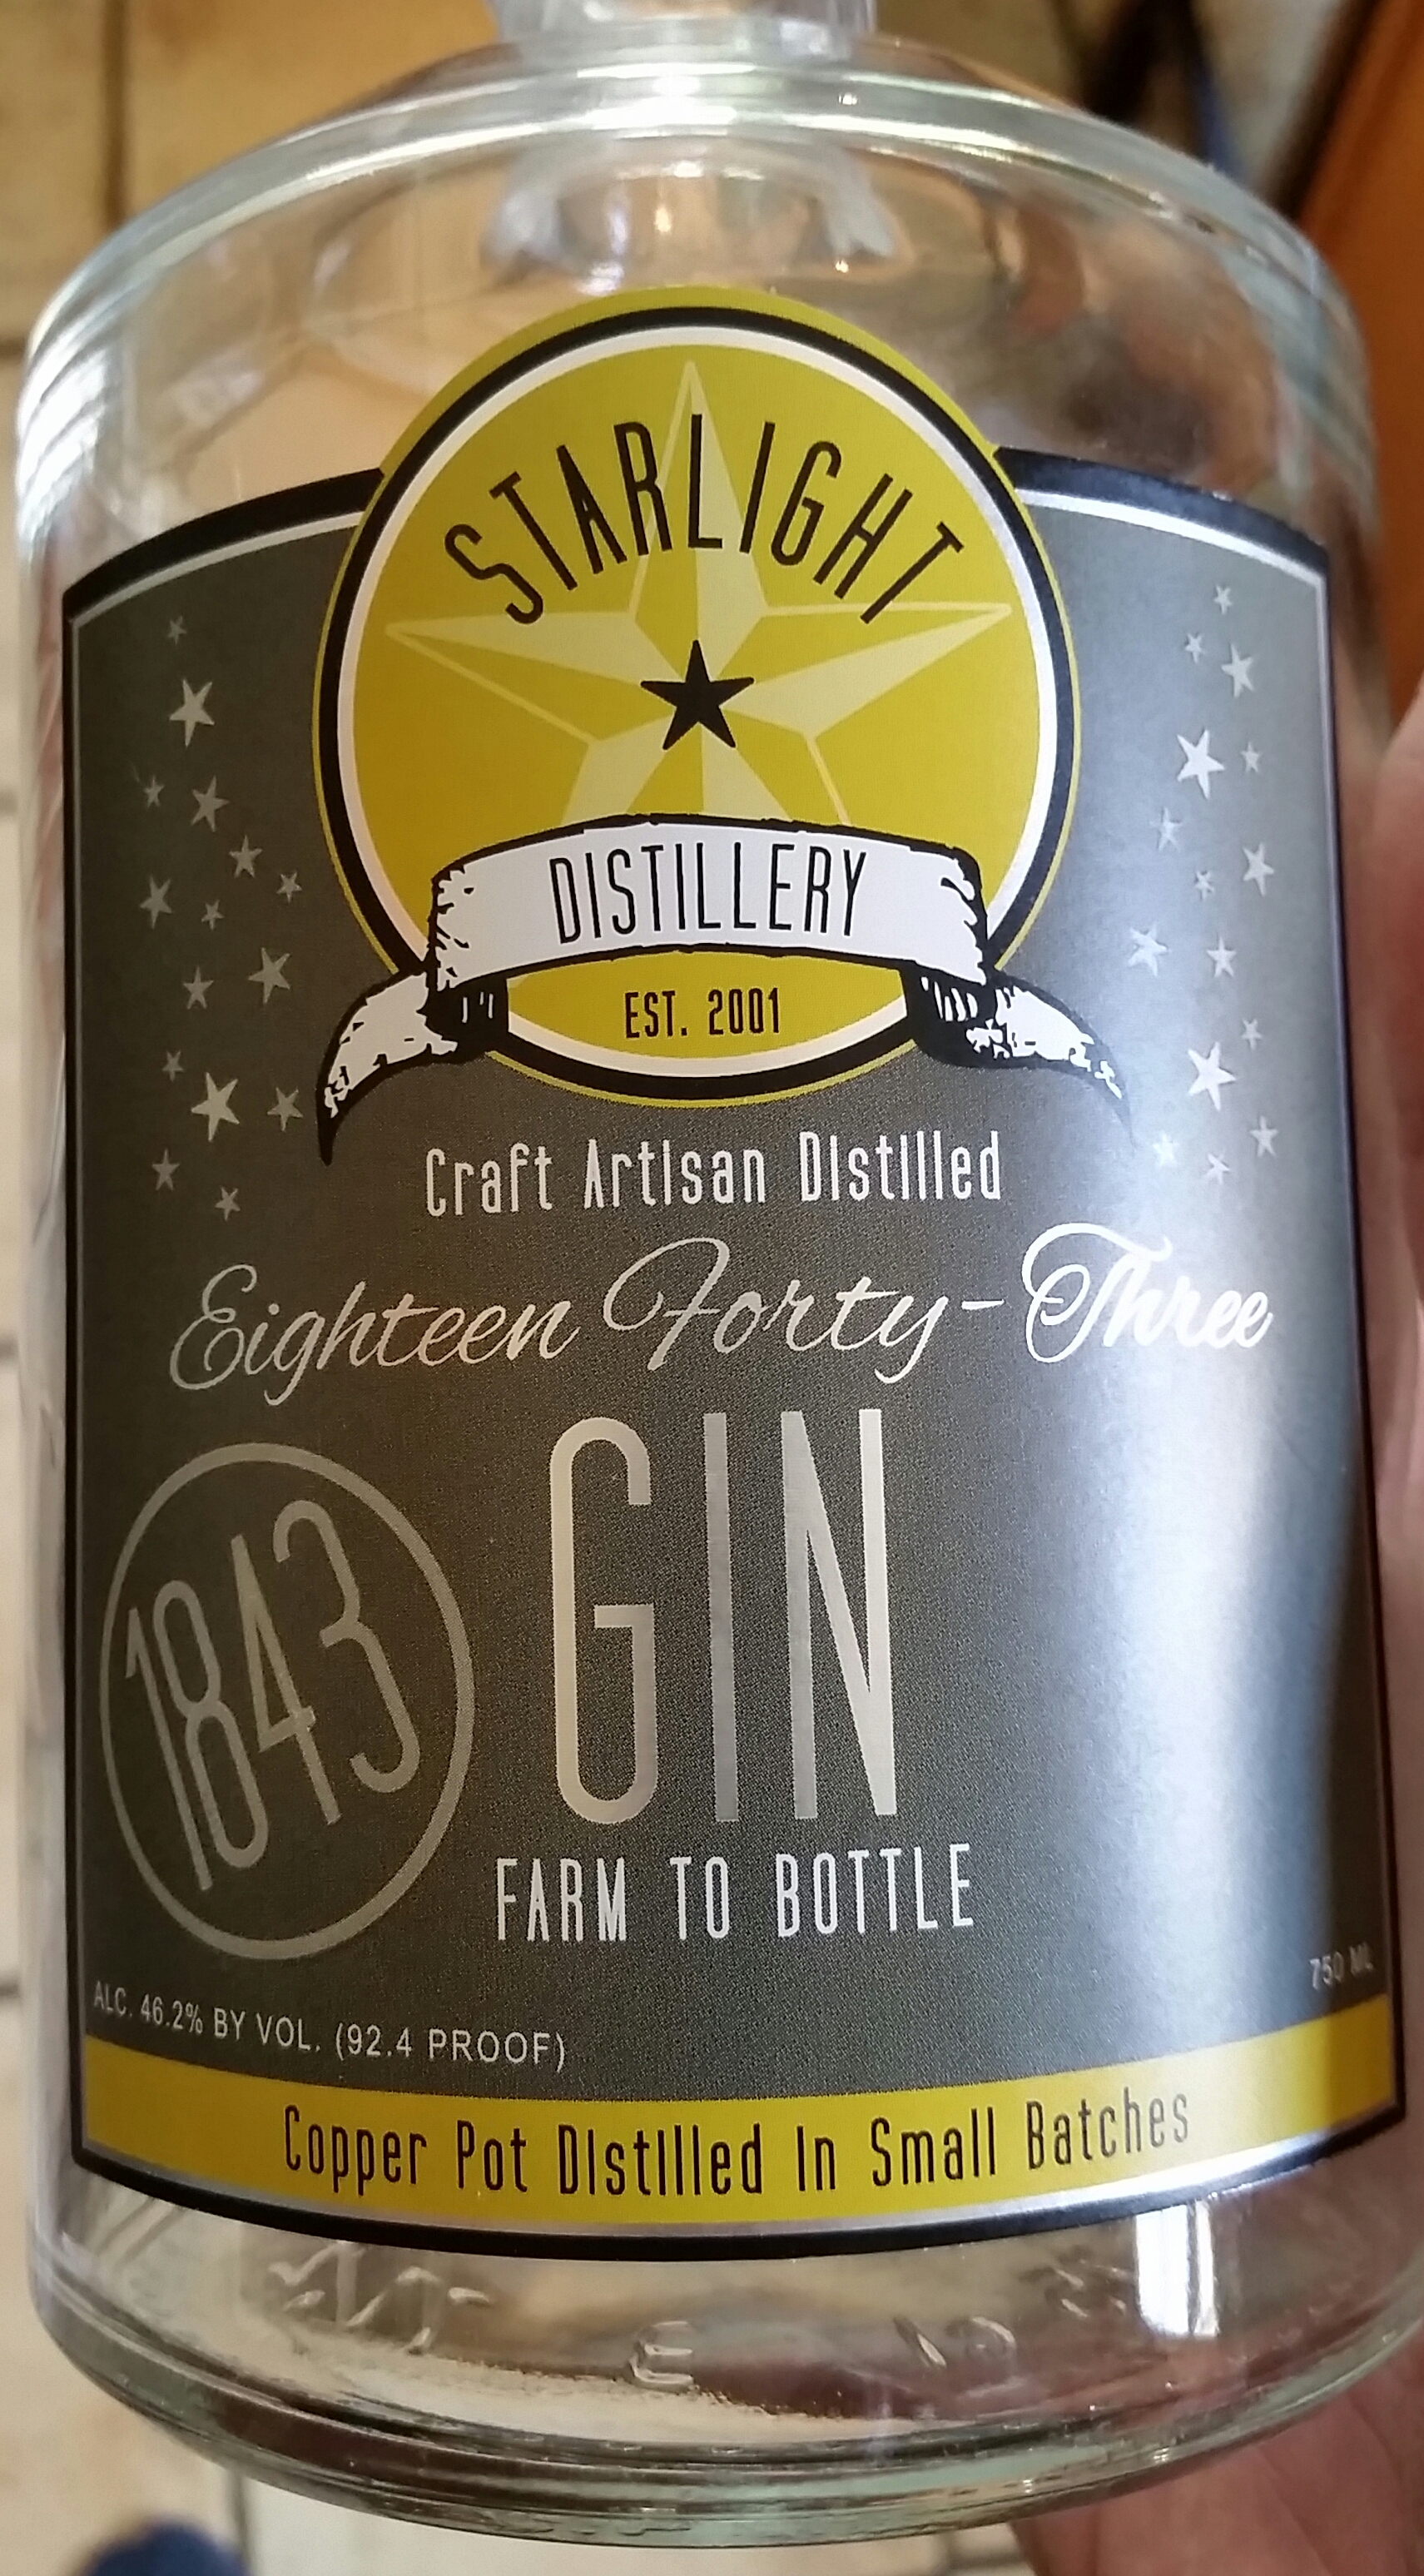 STARLIGHT
DISTILLERY
EST. 2001
Craft Artisan Distilled
Eighteen Forty-Three
GIN
1843
FARM TO BOTTLE
750 ML
ALC. 46.2% BY VOL. (92.4 PROOF)
Copper Pot Distilled In Small Batches